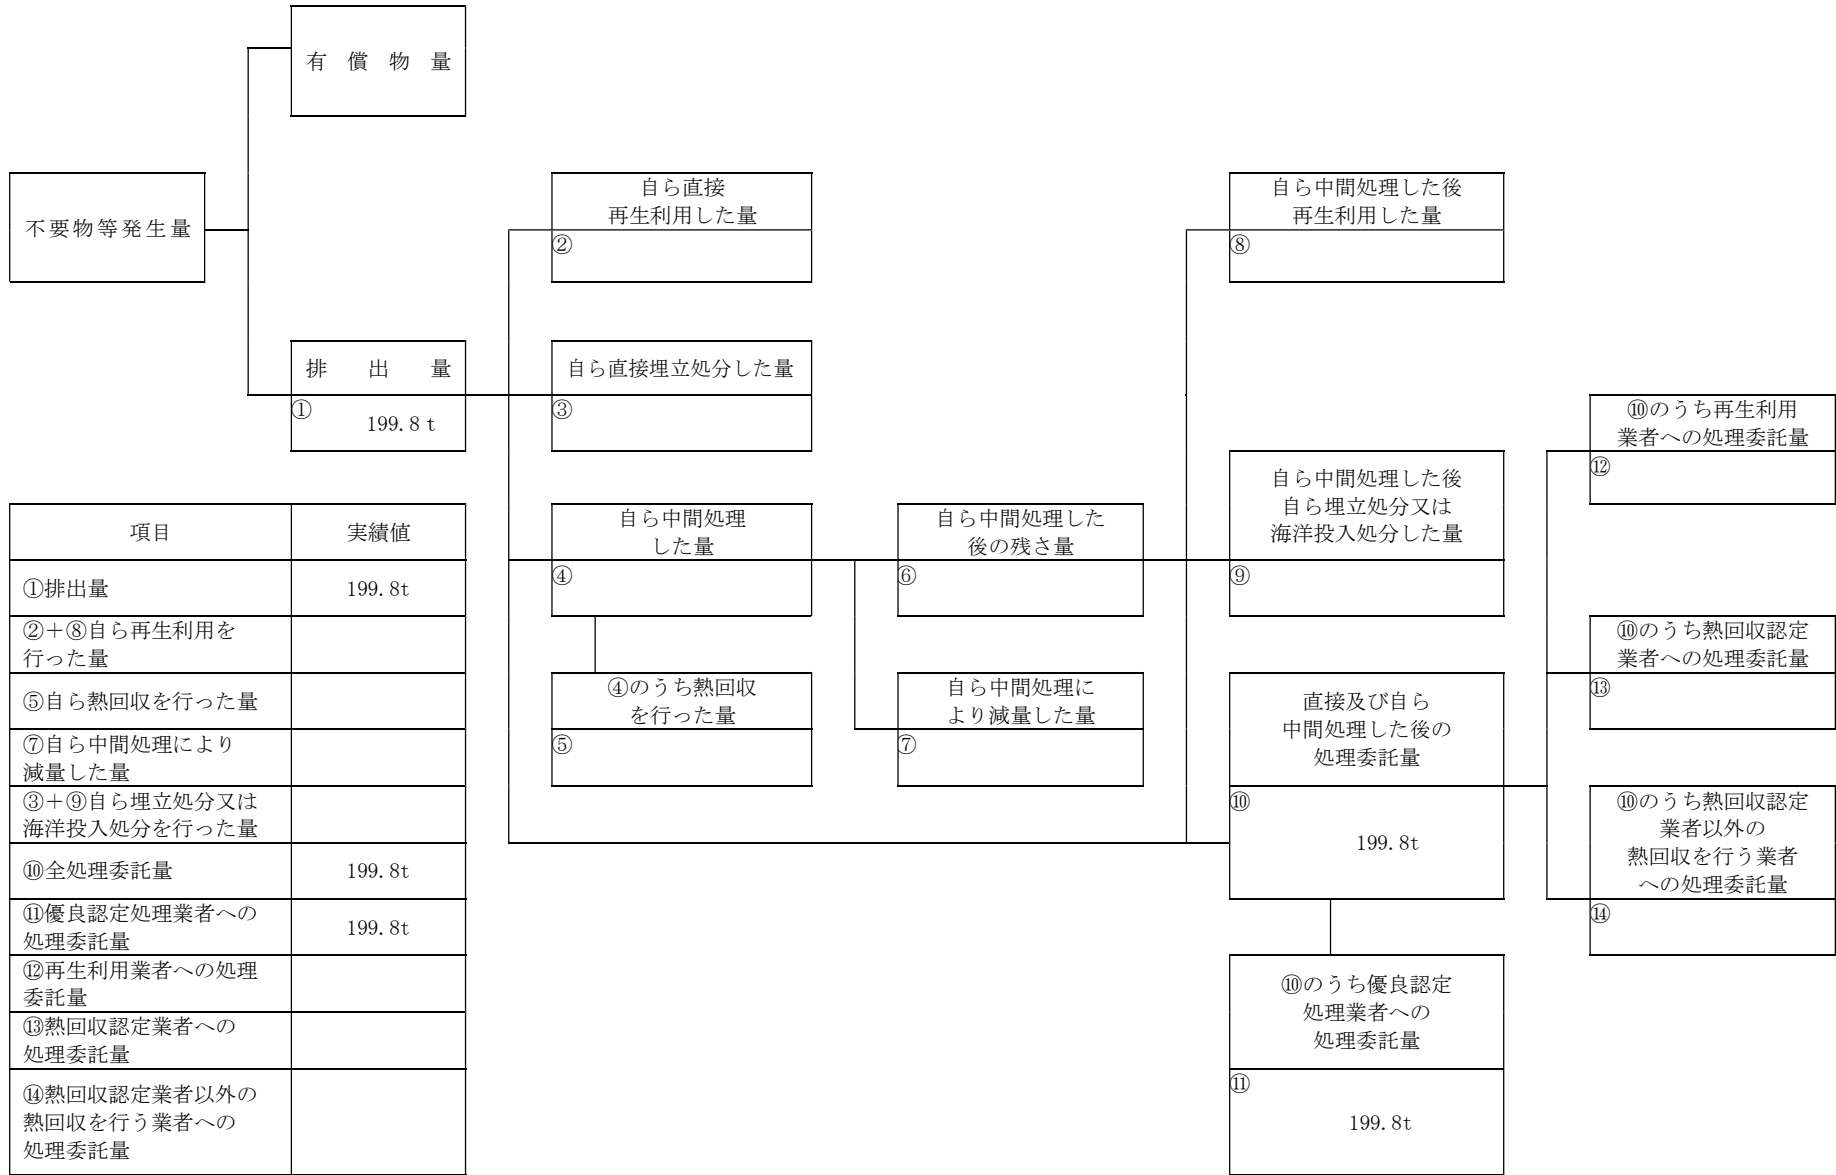 有 償 物 量
不要物等発生量
自ら直接
再生利用した量
②
自ら中間処理した後
再生利用した量
⑧
排 出 量
①
199.8 t
自ら直接埋立処分した量
③
⑩のうち再生利用
業者への処理委託量
⑫
自ら中間処理
した量
④
自ら中間処理した
後の残さ量
⑥
自ら中間処理した後
自ら埋立処分又は
海洋投入処分した量
⑨
⑩のうち熱回収認定
業者への処理委託量
⑬
④のうち熱回収
を行った量
⑤
自ら中間処理に
より減量した量
⑦
直接及び自ら
中間処理した後の
処理委託量
⑩
199.8t
⑩のうち熱回収認定
業者以外の
熱回収を行う業者
への処理委託量
⑭
⑩のうち優良認定
処理業者への
処理委託量
⑪
199.8t
項目 実績値
①排出量 199.8t
②＋⑧自ら再生利用を
行った量
⑤自ら熱回収を行った量
⑦自ら中間処理により
減量した量
③＋⑨自ら埋立処分又は
海洋投入処分を行った量
⑩全処理委託量 199.8t
⑪優良認定処理業者への
処理委託量 199.8t
⑫再生利用業者への処理
委託量
⑬熱回収認定業者への
処理委託量
⑭熱回収認定業者以外の
熱回収を行う業者への
処理委託量